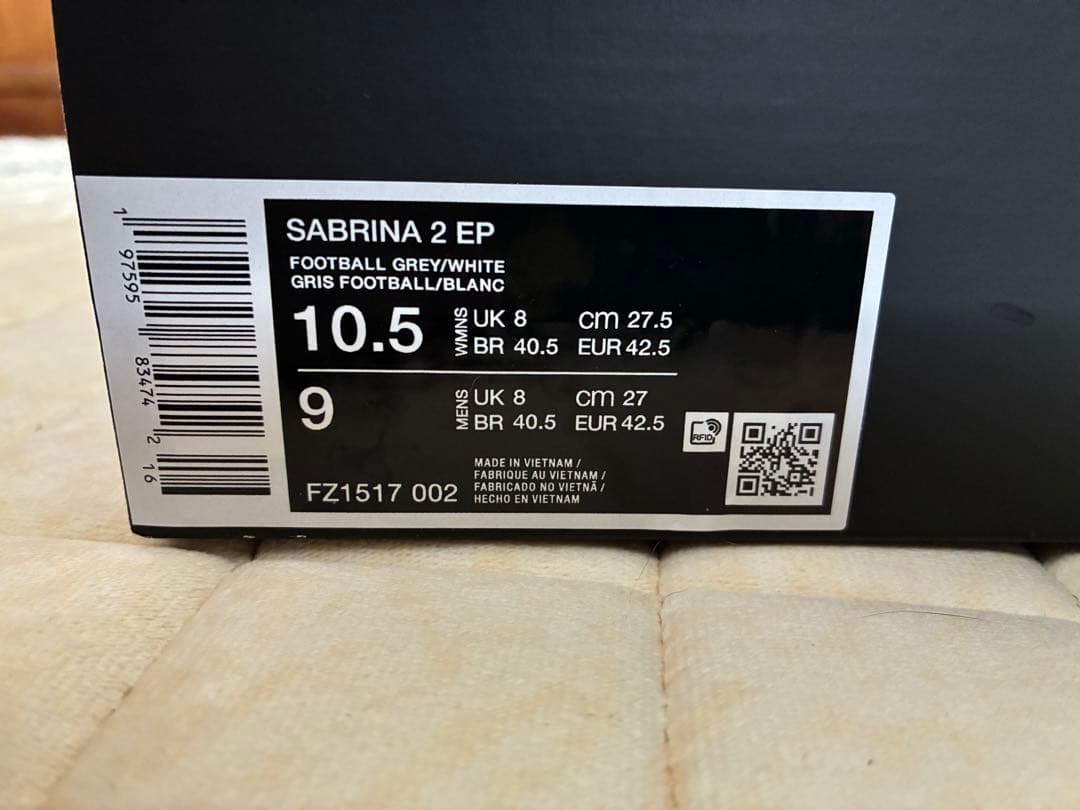 SABRINA 2 EP
FOOTBALL GREY/WHITE
GRIS FOOTBALL/BLANC
10.5 WMNS UK 8 cm 27.5
BR 40.5 EUR 42.5
9 MENS UK 8 cm 27
BR 40.5 EUR 42.5
RFID
MADE IN VIETNAM /
FABRIQUE AU VIETNAM /
FABRICADO NO VIETNÃ /
HECHO EN VIETNAM
FZ1517 002
1 97595 83474 2 16